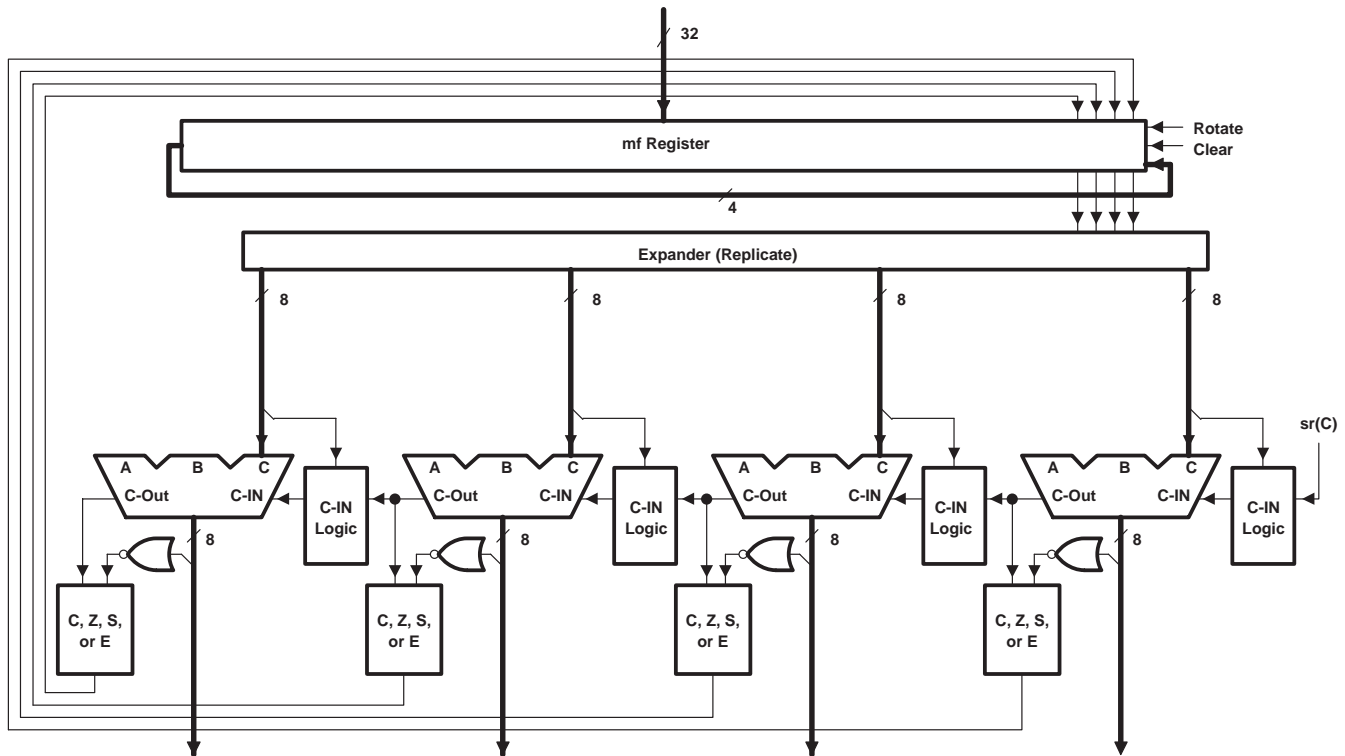 32
mf Register
Rotate
Clear
4
Expander (Replicate)
8
8
8
8
sr(C)
A
B
C
C-Out
C-IN
C-IN
Logic
A
B
C
C-Out
C-IN
C-IN
Logic
A
B
C
C-Out
C-IN
C-IN
Logic
A
B
C
C-Out
C-IN
C-IN
Logic
8
8
8
8
C, Z, S,
or E
C, Z, S,
or E
C, Z, S,
or E
C, Z, S,
or E